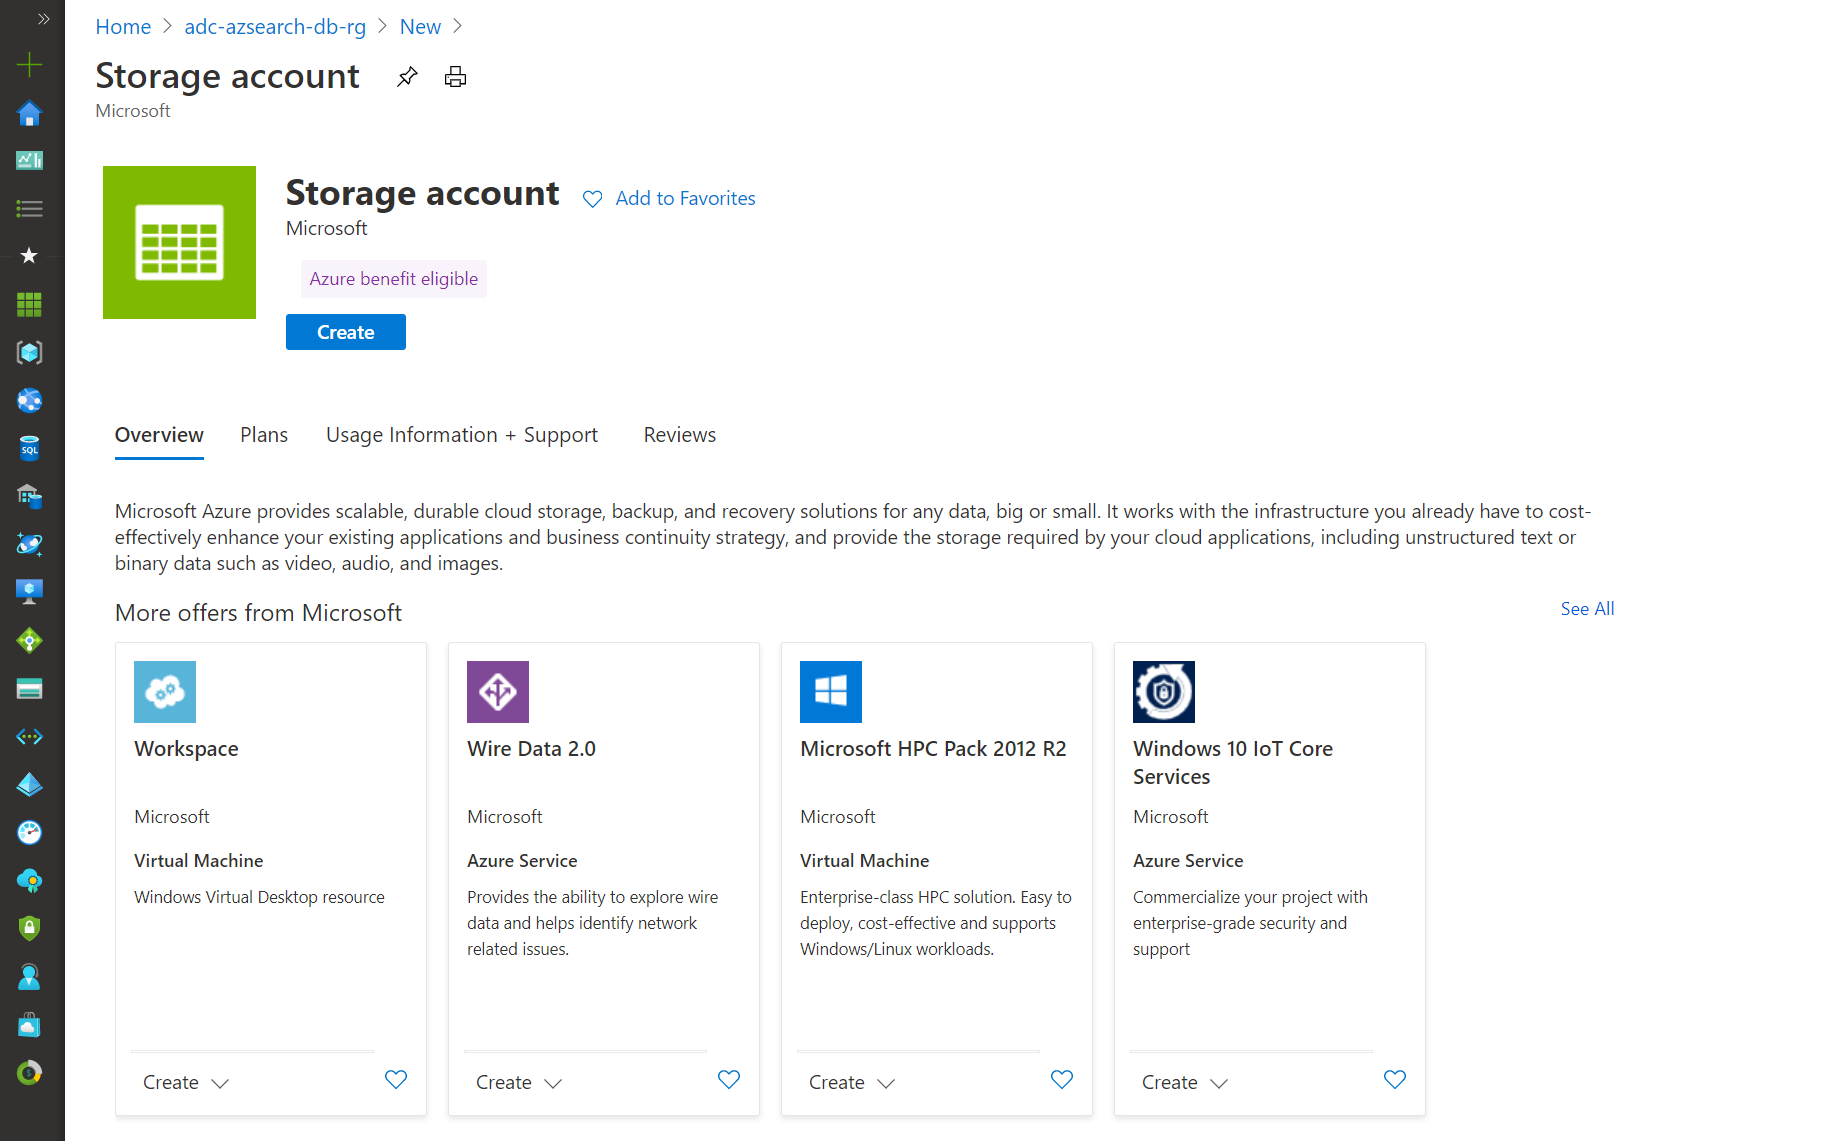 Home > adc-azsearch-db-rg > New >
Storage account
Microsoft
Storage account
Add to Favorites
Microsoft
Azure benefit eligible
Create
Overview Plans Usage Information + Support Reviews
Microsoft Azure provides scalable, durable cloud storage, backup, and recovery solutions for any data, big or small. It works with the infrastructure you already have to cost-
effectively enhance your existing applications and business continuity strategy, and provide the storage required by your cloud applications, including unstructured text or
binary data such as video, audio, and images.
More offers from Microsoft
See All
Workspace
Microsoft
Virtual Machine
Windows Virtual Desktop resource
Create
Wire Data 2.0
Microsoft
Azure Service
Provides the ability to explore wire
data and helps identify network
related issues.
Create
Microsoft HPC Pack 2012 R2
Microsoft
Virtual Machine
Enterprise-class HPC solution. Easy to
deploy, cost-effective and supports
Windows/Linux workloads.
Create
Windows 10 IoT Core
Services
Microsoft
Azure Service
Commercialize your project with
enterprise-grade security and
support
Create
SQL